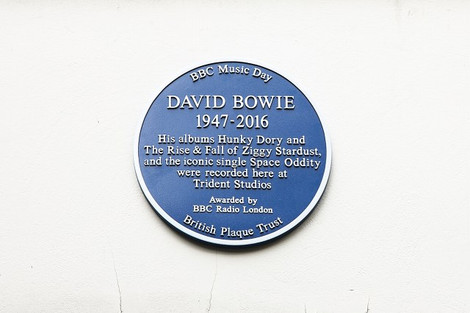 BBC Music Day
DAVID BOWIE
1947-2016
His albums Hunky Dory and
The Rise & Fall of Ziggy Stardust,
and the iconic single Space Oddity
were recorded here at
Trident Studios
Awarded by
BBC Radio London
British Plaque Trust